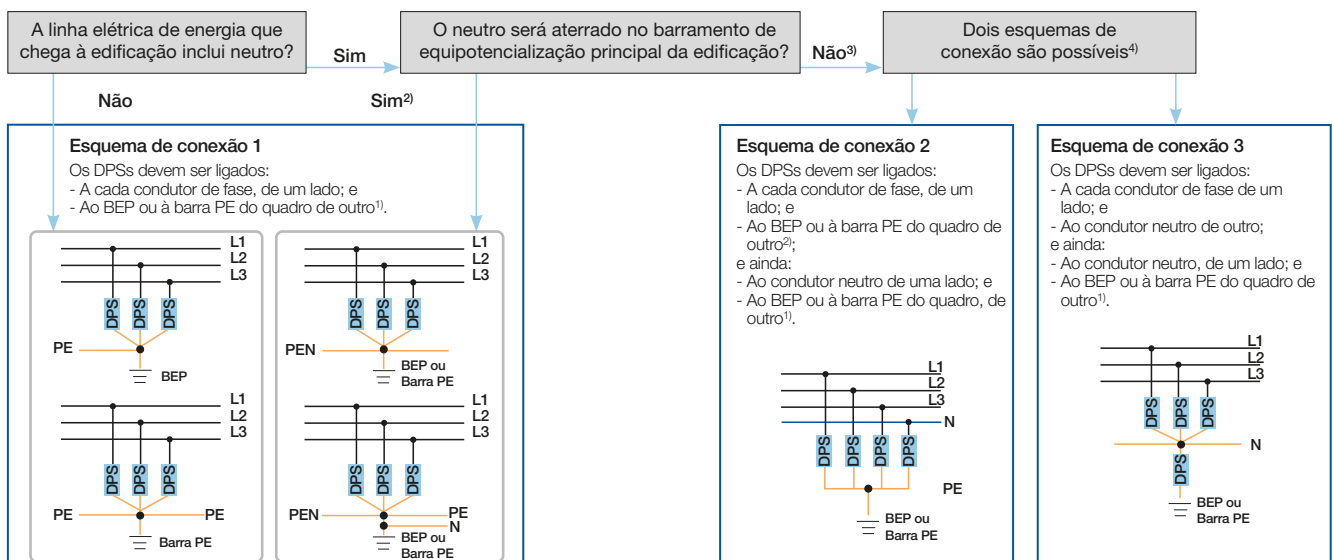 A linha elétrica de energia que
chega à edificação inclui neutro?
Sim
O neutro será aterrado no barramento de
equipotencialização principal da edificação?
Não3)
Dois esquemas de
conexão são possíveis4)
Não
Sim2)
Esquema de conexão 1
Os DPSs devem ser ligados:
- A cada condutor de fase, de um lado; e
- Ao BEP ou à barra PE do quadro de outro1).
L1
L2
L3
DPS
DPS
DPS
PE
BEP
L1
L2
L3
DPS
DPS
DPS
PE
PE
Barra PE
L1
L2
L3
DPS
DPS
DPS
PEN
BEP ou
Barra PE
L1
L2
L3
DPS
DPS
DPS
PEN
PE
N
BEP ou
Barra PE
Esquema de conexão 2
Os DPSs devem ser ligados:
- A cada condutor de fase, de um
lado; e
- Ao BEP ou à barra PE do quadro de
outro2);
e ainda:
- Ao condutor neutro de uma lado; e
- Ao BEP ou à barra PE do quadro, de
outro1).
L1
L2
L3
N
DPS
DPS
DPS
DPS
PE
BEP ou
Barra PE
Esquema de conexão 3
Os DPSs devem ser ligados:
- A cada condutor de fase de um
lado; e
- Ao condutor neutro de outro;
e ainda:
- Ao condutor neutro, de um lado; e
- Ao BEP ou à barra PE do quadro de
outro1).
L1
L2
L3
DPS
DPS
DPS
N
DPS
BEP ou
Barra PE